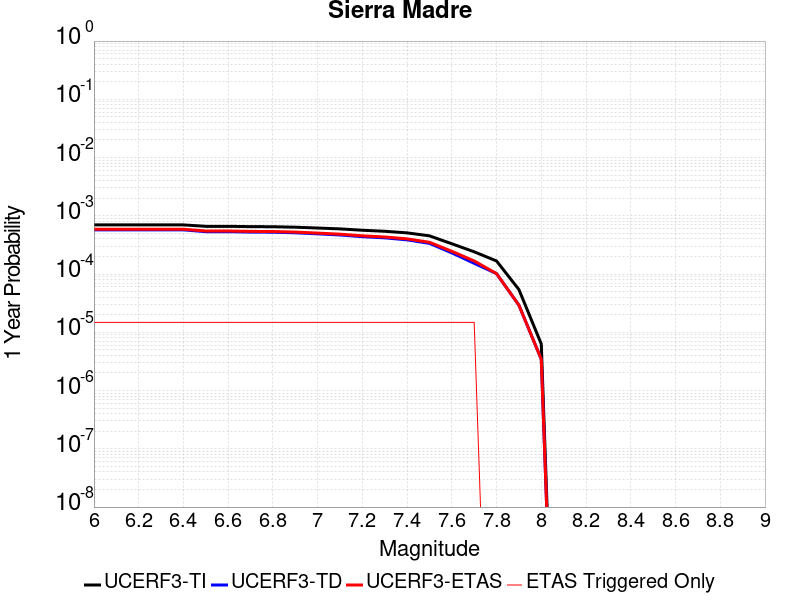 Sierra Madre
1 Year Probability
10^0
10^-1
10^-2
10^-3
10^-4
10^-5
10^-6
10^-7
10^-8
6 6.2 6.4 6.6 6.8 7 7.2 7.4 7.6 7.8 8 8.2 8.4 8.6 8.8 9
Magnitude
UCERF3-TI UCERF3-TD UCERF3-ETAS ETAS Triggered Only